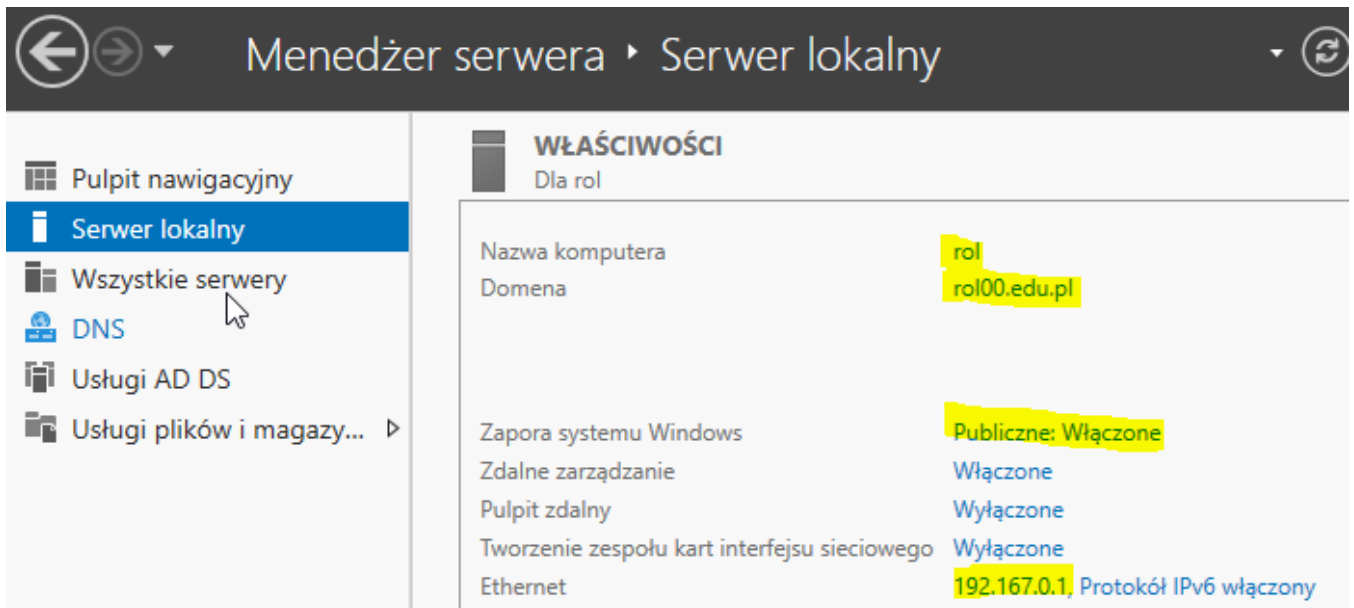 Menedżer serwera ‣ Serwer lokalny
Pulpit nawigacyjny
Serwer lokalny
Wszystkie serwery
DNS
Usługi AD DS
Usługi plików i magazy...
WŁAŚCIWOŚCI
Dla rol
Nazwa komputera rol
Domena rol00.edu.pl
Zapora systemu Windows Publiczne: Włączone
Zdalne zarządzanie Włączone
Pulpit zdalny Wyłączone
Tworzenie zespołu kart interfejsu sieciowego Wyłączone
Ethernet 192.167.0.1, Protokół IPv6 włączony